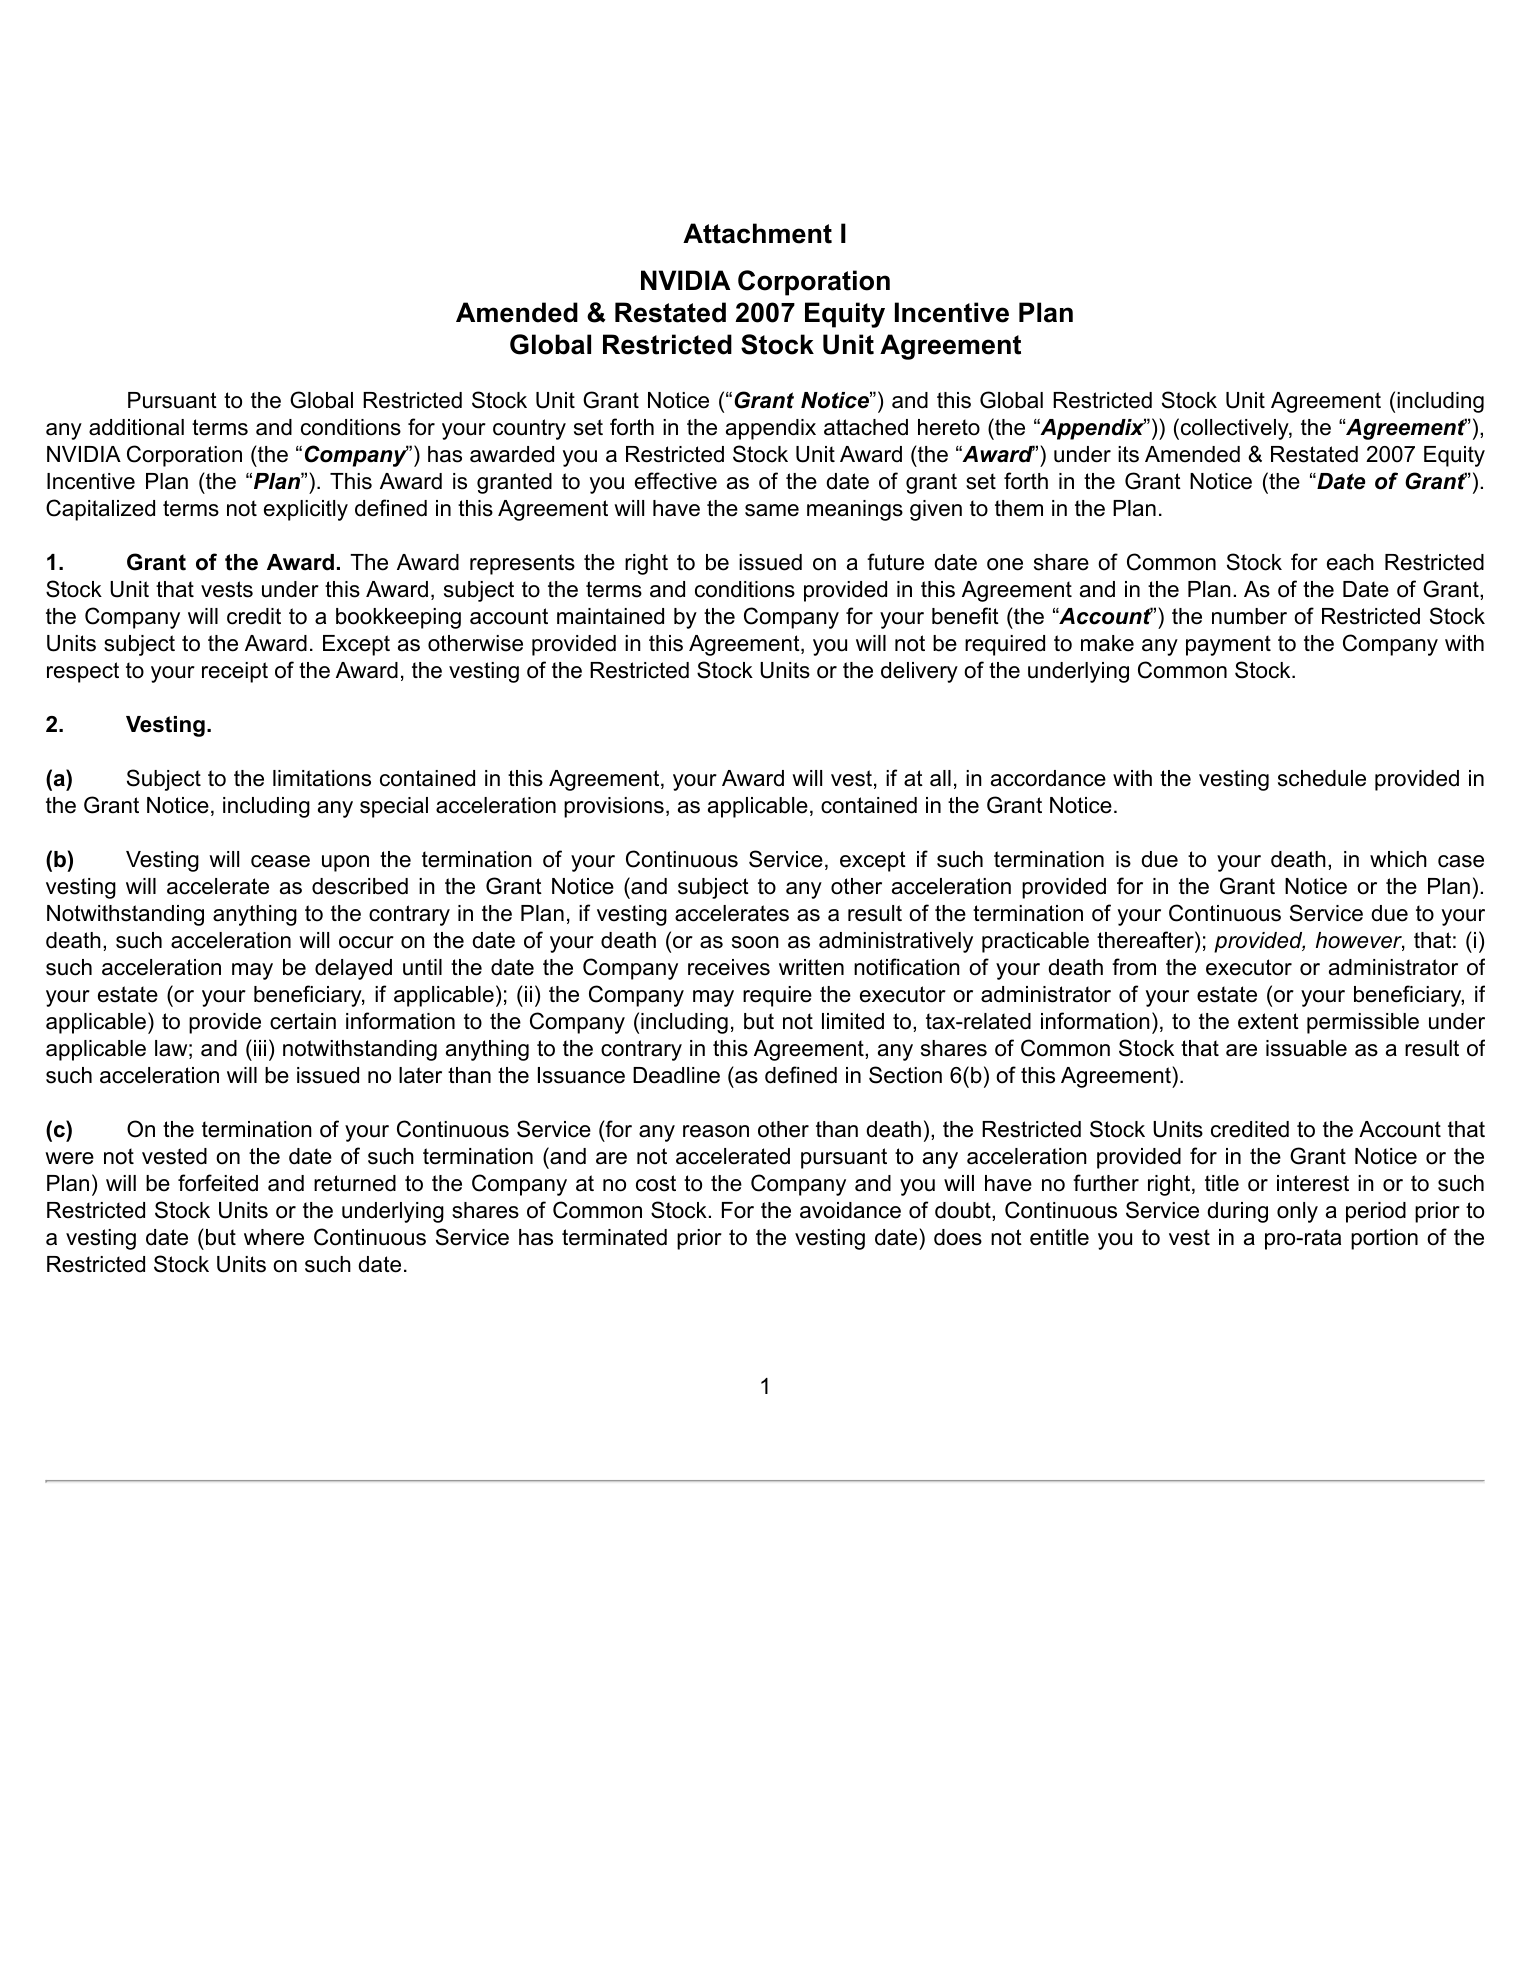 Attachment I
NVIDIA Corporation
Amended & Restated 2007 Equity Incentive Plan
Global Restricted Stock Unit Agreement
Pursuant to the Global Restricted Stock Unit Grant Notice (“Grant Notice”) and this Global Restricted Stock Unit Agreement (including
any additional terms and conditions for your country set forth in the appendix attached hereto (the “Appendix”)) (collectively, the “Agreement”),
NVIDIA Corporation (the “Company”) has awarded you a Restricted Stock Unit Award (the “Award”) under its Amended & Restated 2007 Equity
Incentive Plan (the “Plan”). This Award is granted to you effective as of the date of grant set forth in the Grant Notice (the “Date of Grant”).
Capitalized terms not explicitly defined in this Agreement will have the same meanings given to them in the Plan.
1. Grant of the Award. The Award represents the right to be issued on a future date one share of Common Stock for each Restricted
Stock Unit that vests under this Award, subject to the terms and conditions provided in this Agreement and in the Plan. As of the Date of Grant,
the Company will credit to a bookkeeping account maintained by the Company for your benefit (the “Account”) the number of Restricted Stock
Units subject to the Award. Except as otherwise provided in this Agreement, you will not be required to make any payment to the Company with
respect to your receipt of the Award, the vesting of the Restricted Stock Units or the delivery of the underlying Common Stock.
2. Vesting.
(a) Subject to the limitations contained in this Agreement, your Award will vest, if at all, in accordance with the vesting schedule provided in
the Grant Notice, including any special acceleration provisions, as applicable, contained in the Grant Notice.
(b) Vesting will cease upon the termination of your Continuous Service, except if such termination is due to your death, in which case
vesting will accelerate as described in the Grant Notice (and subject to any other acceleration provided for in the Grant Notice or the Plan).
Notwithstanding anything to the contrary in the Plan, if vesting accelerates as a result of the termination of your Continuous Service due to your
death, such acceleration will occur on the date of your death (or as soon as administratively practicable thereafter); provided, however, that: (i)
such acceleration may be delayed until the date the Company receives written notification of your death from the executor or administrator of
your estate (or your beneficiary, if applicable); (ii) the Company may require the executor or administrator of your estate (or your beneficiary, if
applicable) to provide certain information to the Company (including, but not limited to, tax-related information), to the extent permissible under
applicable law; and (iii) notwithstanding anything to the contrary in this Agreement, any shares of Common Stock that are issuable as a result of
such acceleration will be issued no later than the Issuance Deadline (as defined in Section 6(b) of this Agreement).
(c) On the termination of your Continuous Service (for any reason other than death), the Restricted Stock Units credited to the Account that
were not vested on the date of such termination (and are not accelerated pursuant to any acceleration provided for in the Grant Notice or the
Plan) will be forfeited and returned to the Company at no cost to the Company and you will have no further right, title or interest in or to such
Restricted Stock Units or the underlying shares of Common Stock. For the avoidance of doubt, Continuous Service during only a period prior to
a vesting date (but where Continuous Service has terminated prior to the vesting date) does not entitle you to vest in a pro-rata portion of the
Restricted Stock Units on such date.
1